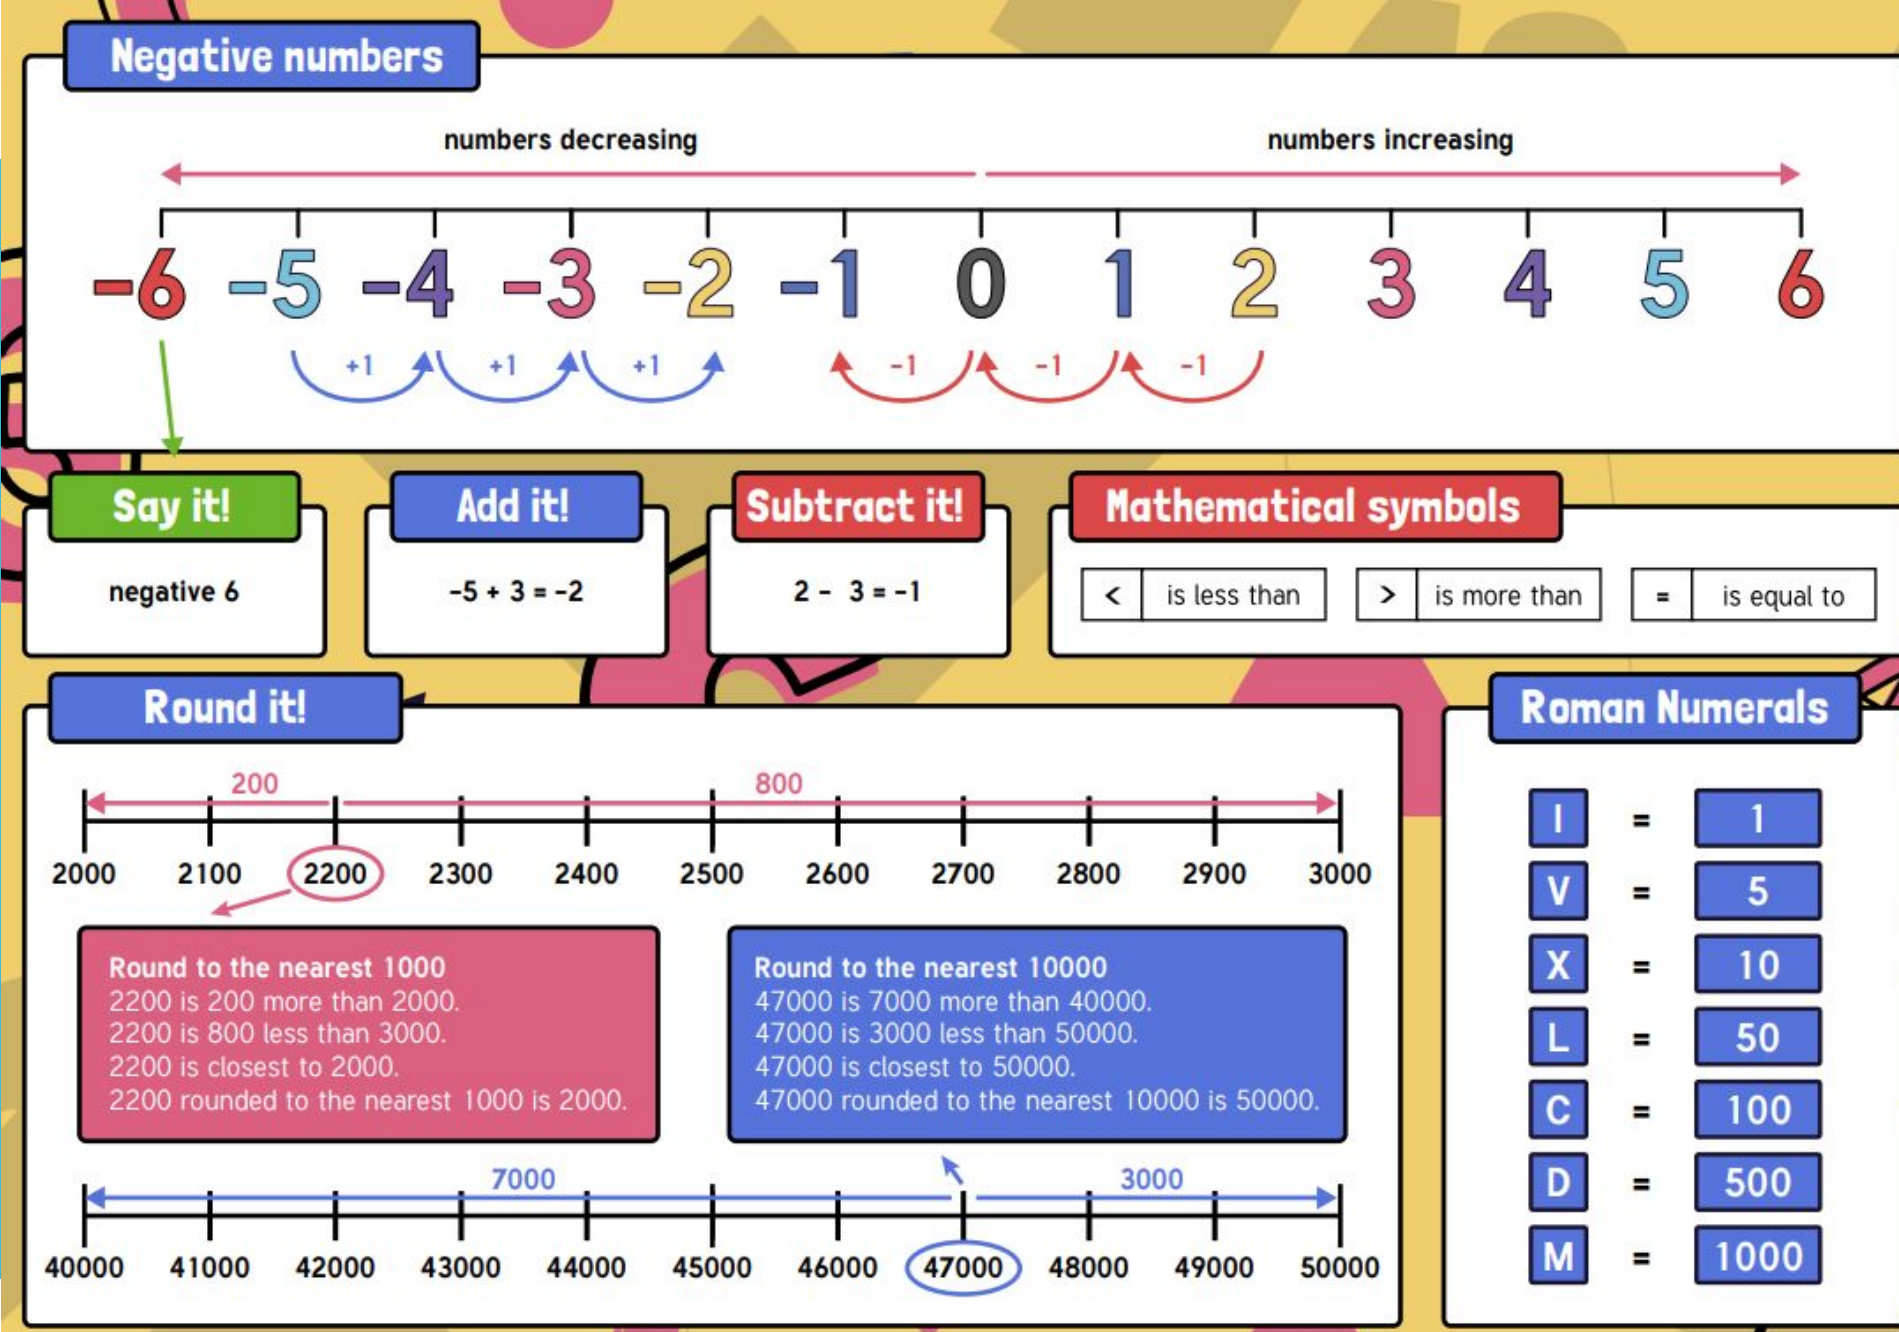 Negative numbers
numbers decreasing
numbers increasing
-6 -5 -4 -3 -2 -1 0 1 2 3 4 5 6
+1 +1 +1 -1 -1 -1
Say it!
negative 6
Add it!
-5 + 3 = -2
Subtract it!
2 - 3 = -1
Mathematical symbols
< is less than
> is more than
= is equal to
Round it!
200 800
2000 2100 2200 2300 2400 2500 2600 2700 2800 2900 3000
Round to the nearest 1000
2200 is 200 more than 2000.
2200 is 800 less than 3000.
2200 is closest to 2000.
2200 rounded to the nearest 1000 is 2000.
Round to the nearest 10000
47000 is 7000 more than 40000.
47000 is 3000 less than 50000.
47000 is closest to 50000.
47000 rounded to the nearest 10000 is 50000.
7000 3000
40000 41000 42000 43000 44000 45000 46000 47000 48000 49000 50000
Roman Numerals
I = 1
V = 5
X = 10
L = 50
C = 100
D = 500
M = 1000